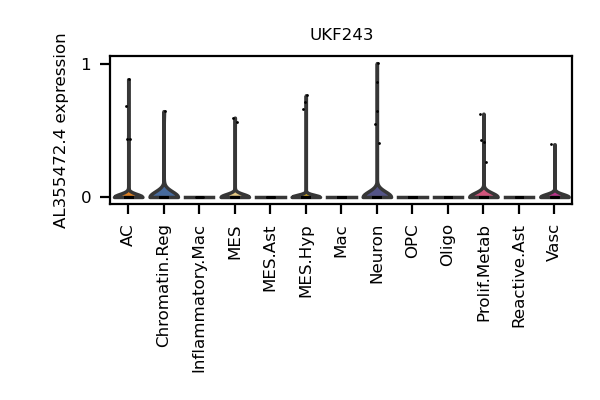 UKF243
AL355472.4 expression
1
0
AC
Chromatin.Reg
Inflammatory.Mac
MES
MES.Ast
MES.Hyp
Mac
Neuron
OPC
Oligo
Prolif.Metab
Reactive.Ast
Vasc